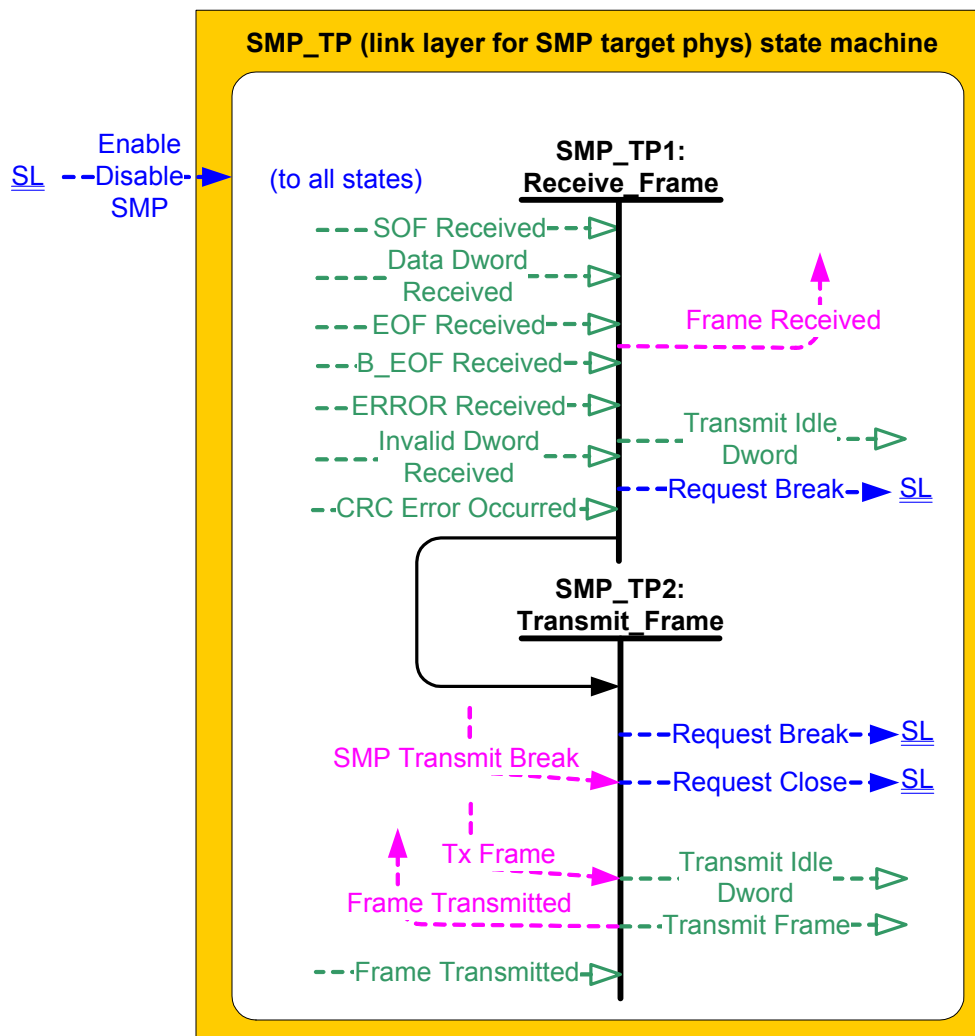 SMP_TP (link layer for SMP target phys) state machine
Enable
Disable
SMP
SL
(to all states)
SMP_TP1:
Receive_Frame
SOF Received
Data Dword
Received
EOF Received
Frame Received
B_EOF Received
ERROR Received
Transmit Idle
Dword
Invalid Dword
Received
Request Break
SL
CRC Error Occurred
SMP_TP2:
Transmit_Frame
Request Break
SL
SMP Transmit Break
Request Close
SL
Tx Frame
Transmit Idle
Dword
Frame Transmitted
Transmit Frame
Frame Transmitted